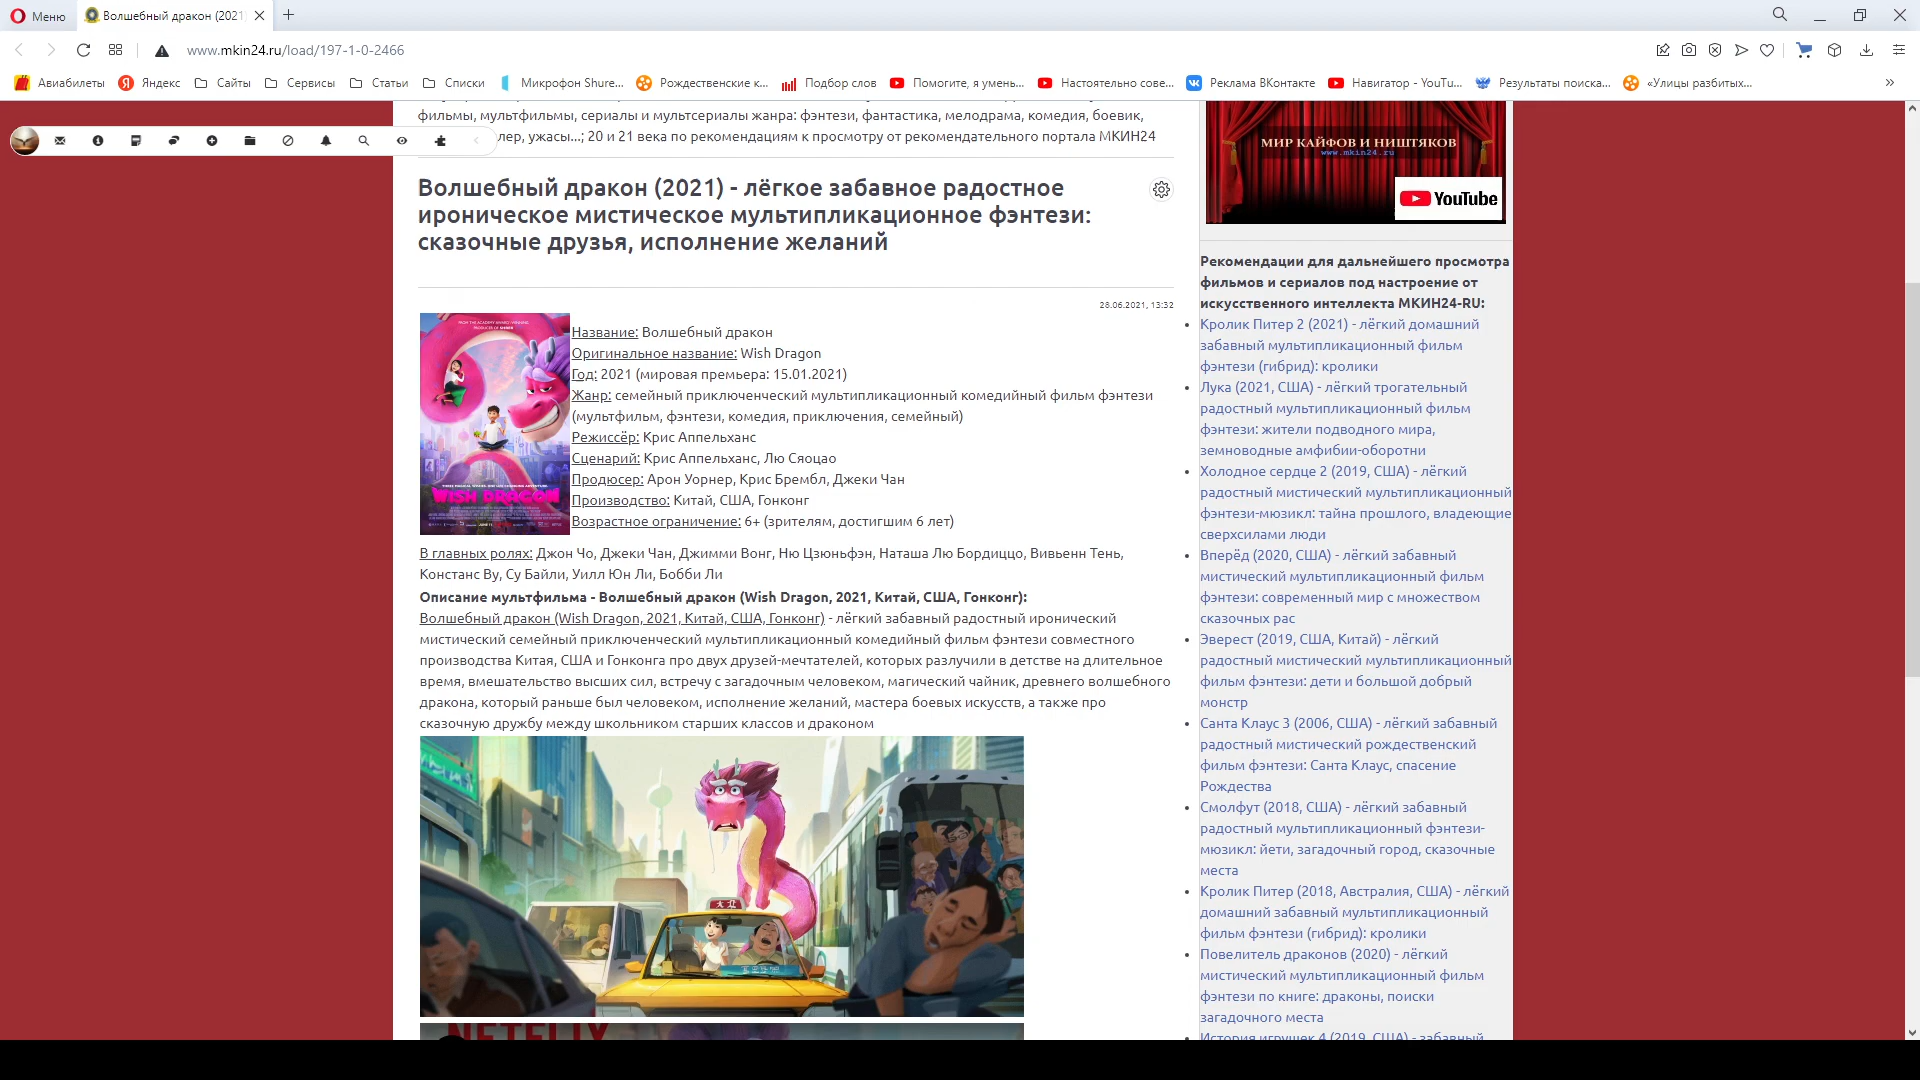 Меню
Волшебный дракон (2021)
www.mkin24.ru/load/197-1-0-2466
Авиабилеты
Яндекс
Сайты
Сервисы
Статьи
Списки
Микрофон Shure...
Рождественские к...
Подбор слов
Помогите, я умень...
Настоятельно сове...
Реклама ВКонтакте
Навигатор - YouTu...
Результаты поиска...
«Улицы разбитых...
»
фильмы, мультфильмы, сериалы и мультсериалы жанра: фэнтези, фантастика, мелодрама, комедия, боевик,
лер, ужасы...; 20 и 21 века по рекомендациям к просмотру от рекомендательного портала МКИН24
Волшебный дракон (2021) - лёгкое забавное радостное
ироническое мистическое мультипликационное фэнтези:
сказочные друзья, исполнение желаний
28.06.2021, 13:32
WISH DRAGON
Название: Волшебный дракон
Оригинальное название: Wish Dragon
Год: 2021 (мировая премьера: 15.01.2021)
Жанр: семейный приключенческий мультипликационный комедийный фильм фэнтези
(мультфильм, фэнтези, комедия, приключения, семейный)
Режиссёр: Крис Аппельханс
Сценарий: Крис Аппельханс, Лю Сяоцао
Продюсер: Арон Уорнер, Крис Брембл, Джеки Чан
Производство: Китай, США, Гонконг
Возрастное ограничение: 6+ (зрителям, достигшим 6 лет)
В главных ролях: Джон Чо, Джеки Чан, Джимми Вонг, Ню Цзюньфэн, Наташа Лю Бордиццо, Вивьенн Тень,
Констанс Ву, Су Байли, Уилл Юн Ли, Бобби Ли
Описание мультфильма - Волшебный дракон (Wish Dragon, 2021, Китай, США, Гонконг):
Волшебный дракон (Wish Dragon, 2021, Китай, США, Гонконг) - лёгкий забавный радостный иронический
мистический семейный приключенческий мультипликационный комедийный фильм фэнтези совместного
производства Китая, США и Гонконга про двух друзей-мечтателей, которых разлучили в детстве на длительное
время, вмешательство высших сил, встречу с загадочным человеком, магический чайник, древнего волшебного
дракона, который раньше был человеком, исполнение желаний, мастера боевых искусств, а также про
сказочную дружбу между школьником старших классов и драконом
NETFLIX
МИР КАЙФОВ И НИШТЯКОВ
www.mkin24.ru
YouTube
Рекомендации для дальнейшего просмотра
фильмов и сериалов под настроение от
искусственного интеллекта МКИН24-RU:
Кролик Питер 2 (2021) - лёгкий домашний
забавный мультипликационный фильм
фэнтези (гибрид): кролики
Лука (2021, США) - лёгкий трогательный
радостный мультипликационный фильм
фэнтези: жители подводного мира,
земноводные амфибии-оборотни
Холодное сердце 2 (2019, США) - лёгкий
радостный мистический мультипликационный
фэнтези-мюзикл: тайна прошлого, владеющие
сверхсилами люди
Вперёд (2020, США) - лёгкий забавный
мистический мультипликационный фильм
фэнтези: современный мир с множеством
сказочных рас
Эверест (2019, США, Китай) - лёгкий
радостный мистический мультипликационный
фильм фэнтези: дети и большой добрый
монстр
Санта Клаус 3 (2006, США) - лёгкий забавный
радостный мистический рождественский
фильм фэнтези: Санта Клаус, спасение
Рождества
Смолфут (2018, США) - лёгкий забавный
радостный мультипликационный фэнтези-
мюзикл: йети, загадочный город, сказочные
места
Кролик Питер (2018, Австралия, США) - лёгкий
домашний забавный мультипликационный
фильм фэнтези (гибрид): кролики
Повелитель драконов (2020) - лёгкий
мистический мультипликационный фильм
фэнтези по книге: драконы, поиски
загадочного места
История игрушек 4 (2019, США) - забавный